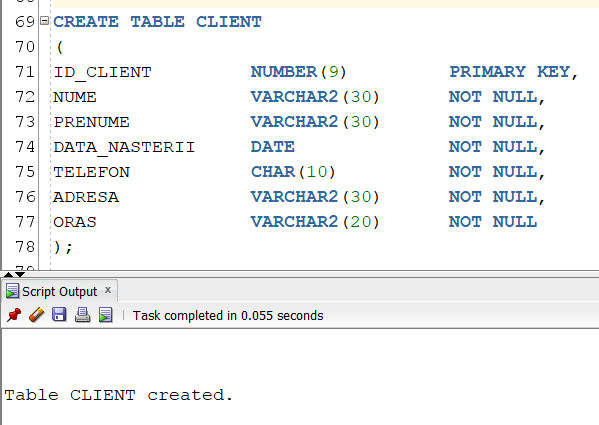 69 CREATE TABLE CLIENT
70 (
71 ID_CLIENT NUMBER(9) PRIMARY KEY,
72 NUME VARCHAR2(30) NOT NULL,
73 PRENUME VARCHAR2(30) NOT NULL,
74 DATA_NASTERII DATE NOT NULL,
75 TELEFON CHAR(10) NOT NULL,
76 ADRESA VARCHAR2(30) NOT NULL,
77 ORAS VARCHAR2(20) NOT NULL
78 );
Script Output x
Task completed in 0.055 seconds
Table CLIENT created.